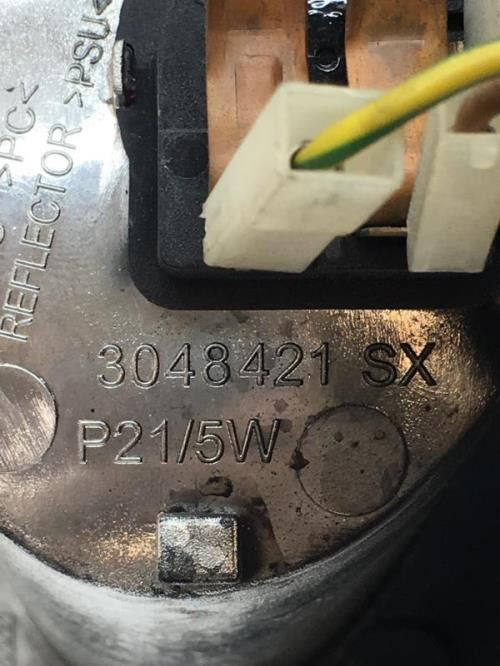 >PC<
REFLECTOR >PSU<
3048421 SX
P21/5W